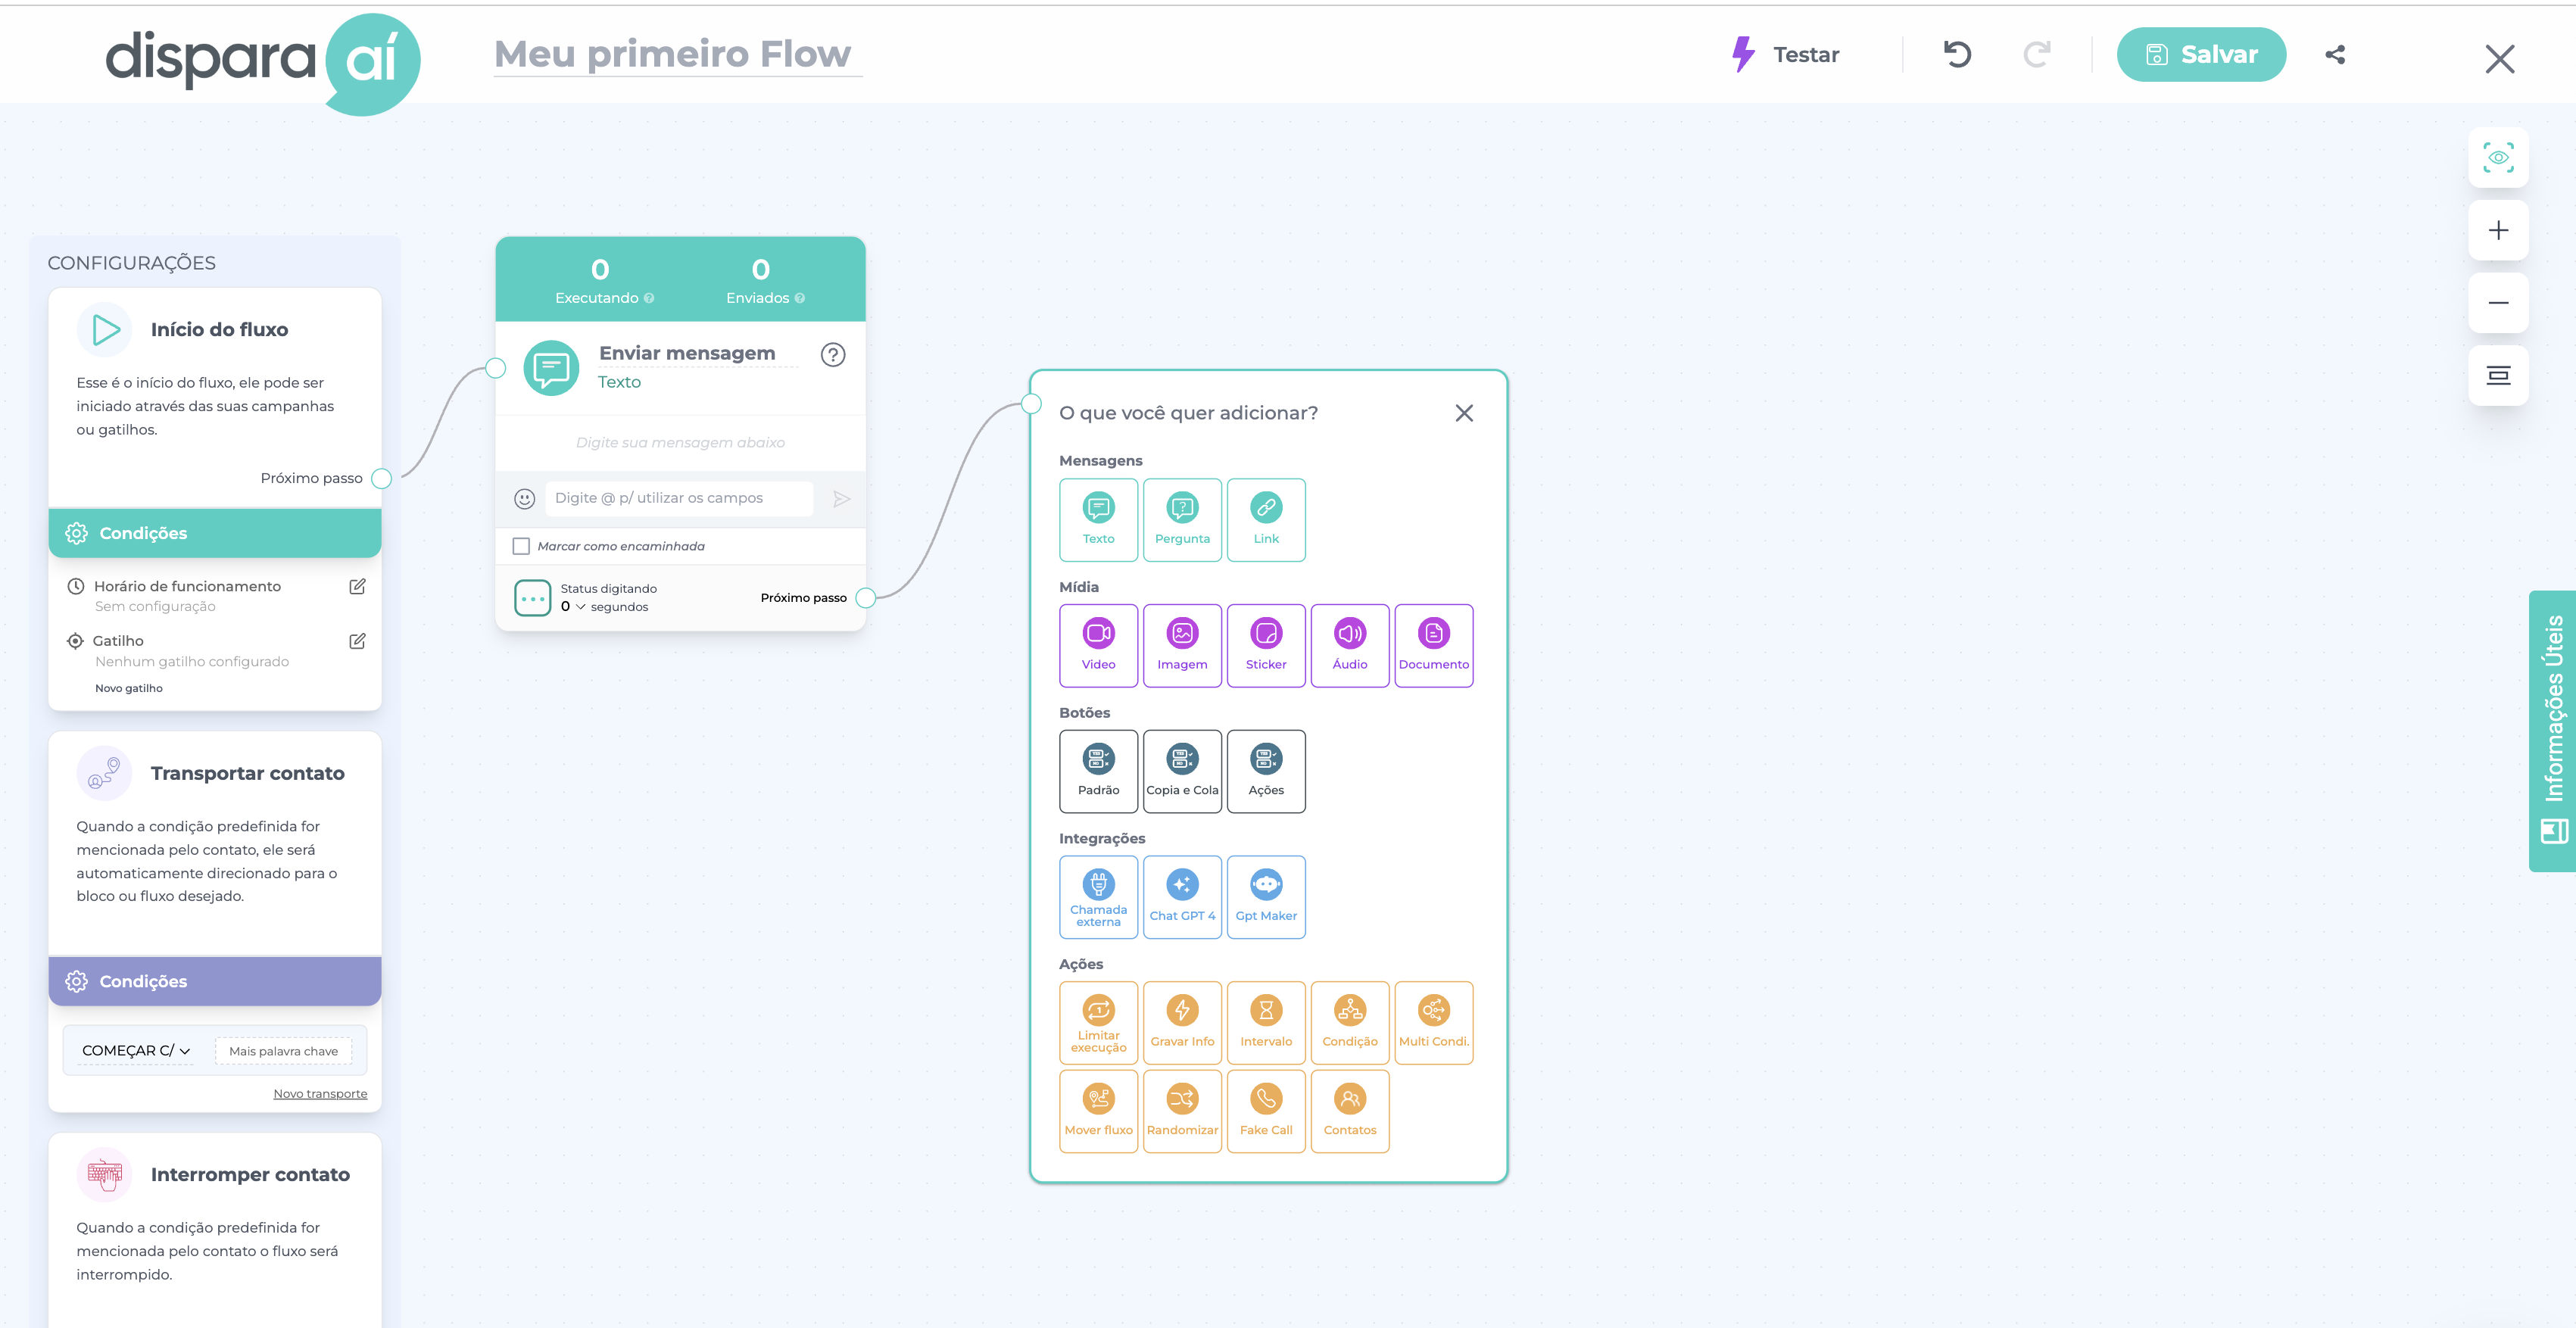 dispara aí
Meu primeiro Flow
Testar
Salvar
CONFIGURAÇÕES
Início do fluxo
Esse é o início do fluxo, ele pode ser
iniciado através das suas campanhas
ou gatilhos.
Próximo passo
Condições
Horário de funcionamento
Sem configuração
Gatilho
Nenhum gatilho configurado
Novo gatilho
Transportar contato
Quando a condição predefinida for
mencionada pelo contato, ele será
automaticamente direcionado para o
bloco ou fluxo desejado.
Condições
COMEÇAR C/
Mais palavra chave
Novo transporte
Interromper contato
Quando a condição predefinida for
mencionada pelo contato o fluxo será
interrompido.
0
Executando
0
Enviados
Enviar mensagem
Texto
Digite sua mensagem abaixo
Digite @ p/ utilizar os campos
Marcar como encaminhada
Status digitando
0 segundos
Próximo passo
O que você quer adicionar?
Mensagens
Texto
Pergunta
Link
Mídia
Video
Imagem
Sticker
Áudio
Documento
Botões
Padrão
Copia e Cola
Ações
Integrações
Chamada
externa
Chat GPT 4
Gpt Maker
Ações
Limitar
execução
Gravar Info
Intervalo
Condição
Multi Condi.
Mover fluxo
Randomizar
Fake Call
Contatos
Informações Úteis